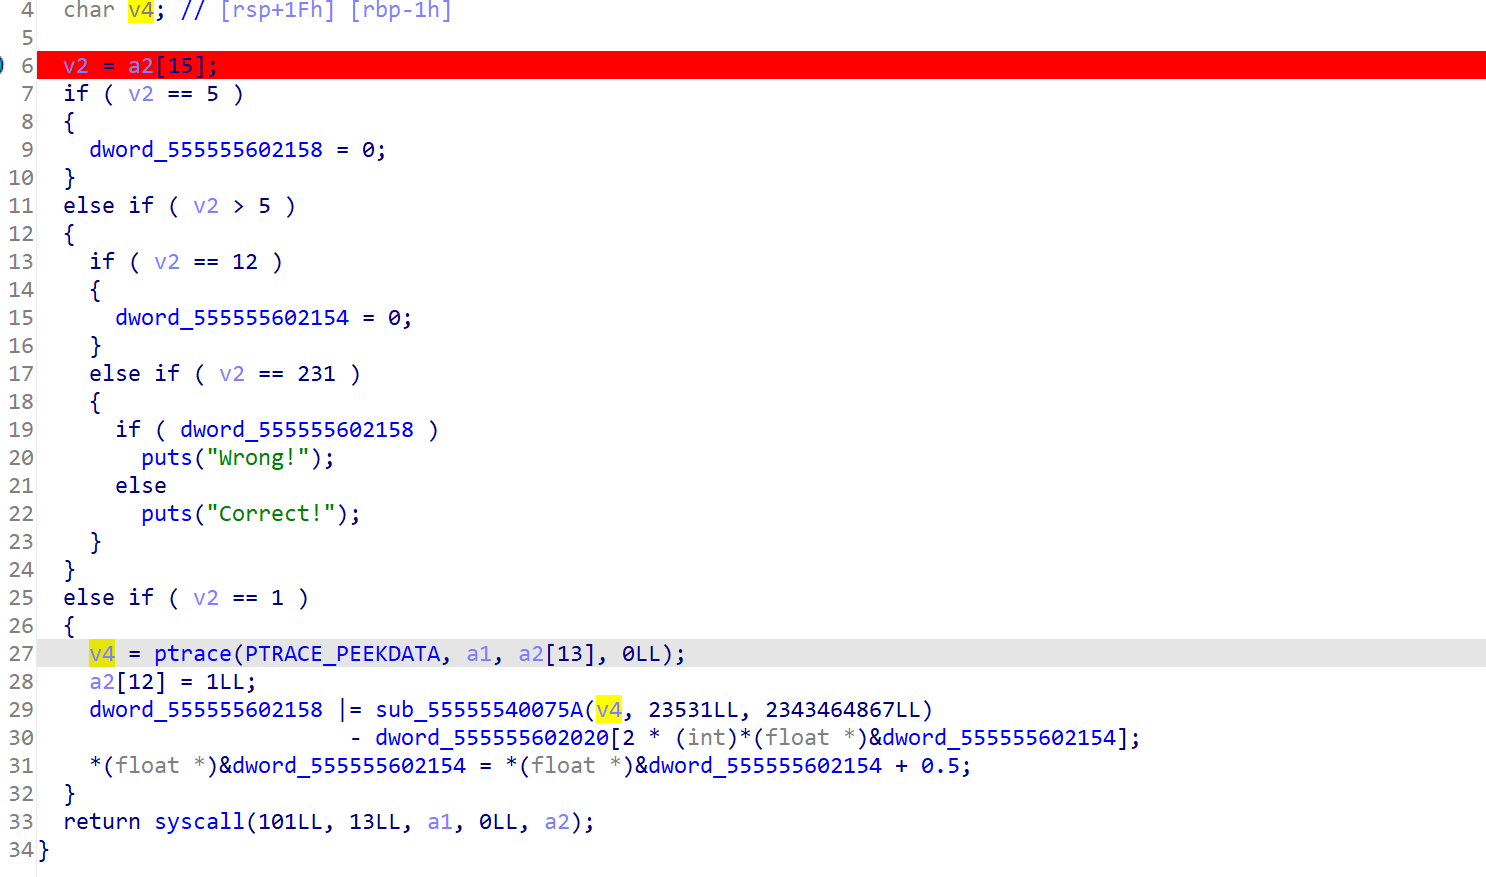 4 char v4; // [rsp+1Fh] [rbp-1h]
5
6 v2 = a2[15];
7 if ( v2 == 5 )
8 {
9 dword_555555602158 = 0;
10 }
11 else if ( v2 > 5 )
12 {
13 if ( v2 == 12 )
14 {
15 dword_555555602154 = 0;
16 }
17 else if ( v2 == 231 )
18 {
19 if ( dword_555555602158 )
20 puts("Wrong!");
21 else
22 puts("Correct!");
23 }
24 }
25 else if ( v2 == 1 )
26 {
27 v4 = ptrace(PTRACE_PEEKDATA, a1, a2[13], 0LL);
28 a2[12] = 1LL;
29 dword_555555602158 |= sub_55555540075A(v4, 23531LL, 2343464867LL)
30 - dword_555555602020[2 * (int)*(float *)&dword_555555602154];
31 *(float *)&dword_555555602154 = *(float *)&dword_555555602154 + 0.5;
32 }
33 return syscall(101LL, 13LL, a1, 0LL, a2);
34 }